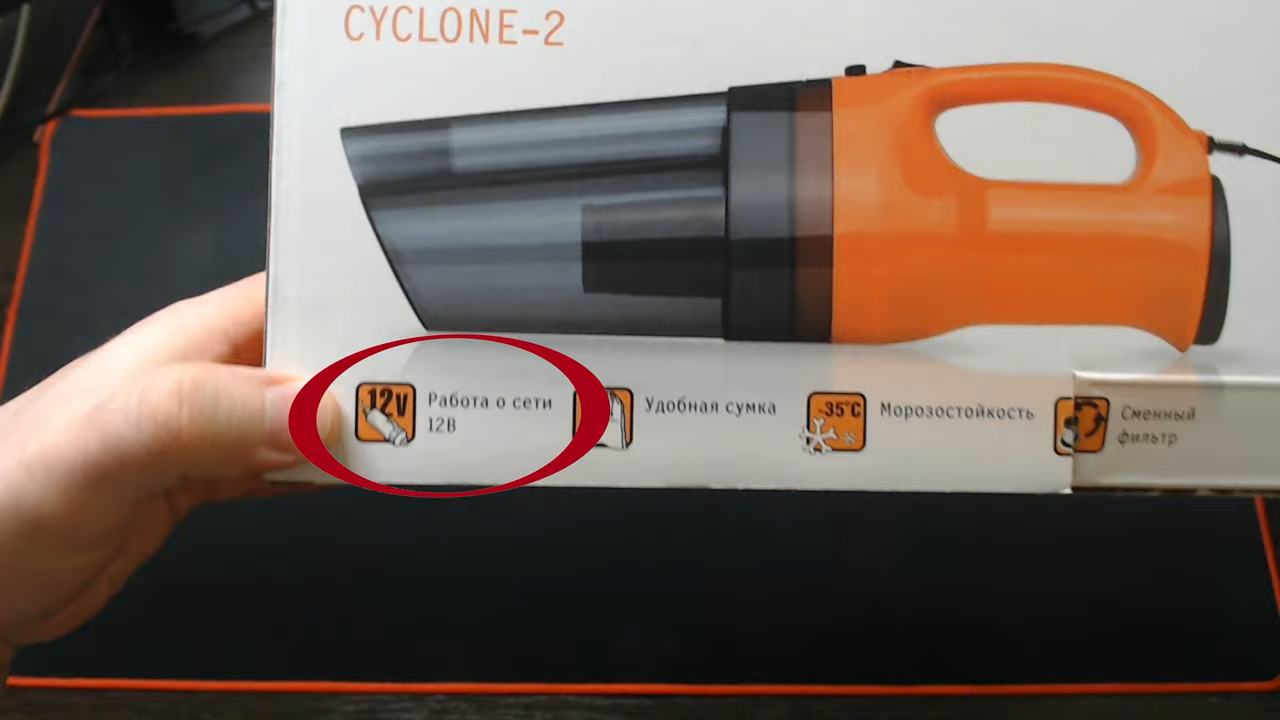 CYCLONE-2
12V
Работа о сети
12В
Удобная сумка
-35°C
Морозостойкость
Сменный
фильтр